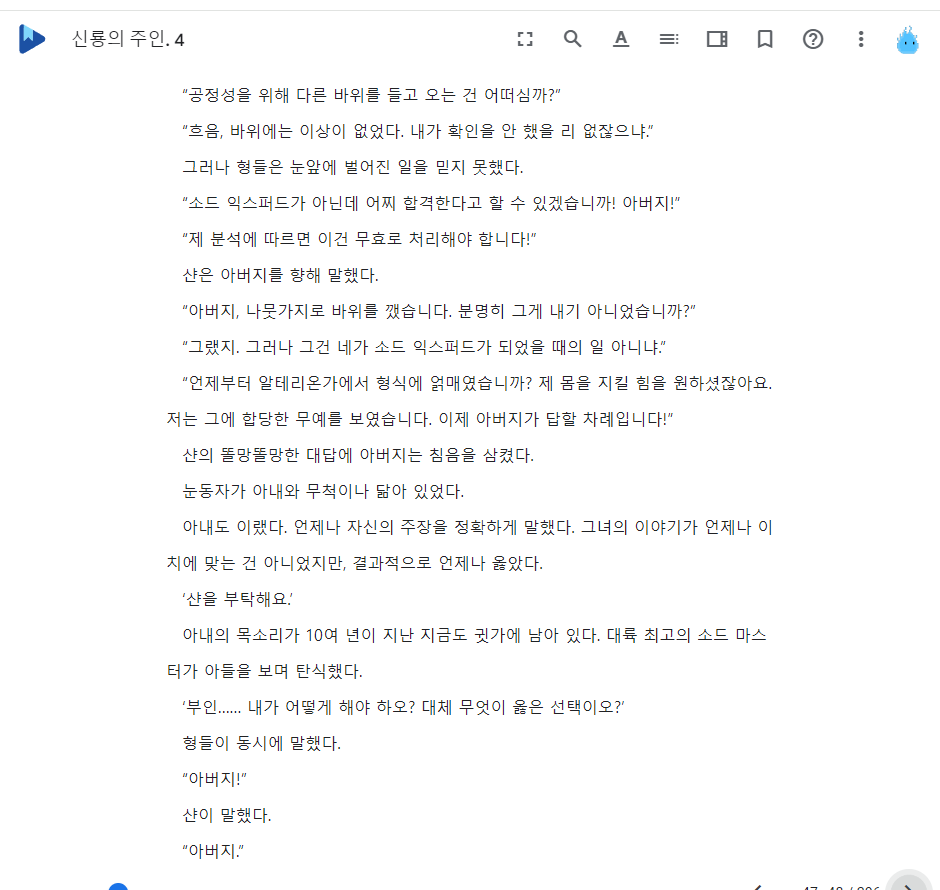 신룡의 주인. 4
“공정성을 위해 다른 바위를 들고 오는 건 어떠심까?”
“흐음, 바위에는 이상이 없었다. 내가 확인을 안 했을 리 없잖으냐.”
그러나 형들은 눈앞에 벌어진 일을 믿지 못했다.
“소드 익스퍼드가 아닌데 어찌 합격한다고 할 수 있겠습니까! 아버지!”
“제 분석에 따르면 이건 무효로 처리해야 합니다!”
샨은 아버지를 향해 말했다.
“아버지, 나뭇가지로 바위를 깼습니다. 분명히 그게 내기 아니었습니까?”
“그랬지. 그러나 그건 네가 소드 익스퍼드가 되었을 때의 일 아니냐.”
“언제부터 알테리온가에서 형식에 얽매였습니까? 제 몸을 지킬 힘을 원하셨잖아요.
저는 그에 합당한 무예를 보였습니다. 이제 아버지가 답할 차례입니다!”
샨의 똘망똘망한 대답에 아버지는 침음을 삼켰다.
눈동자가 아내와 무척이나 닮아 있었다.
아내도 이랬다. 언제나 자신의 주장을 정확하게 말했다. 그녀의 이야기가 언제나 이
치에 맞는 건 아니었지만, 결과적으로 언제나 옳았다.
‘샨을 부탁해요.’
아내의 목소리가 10여 년이 지난 지금도 귓가에 남아 있다. 대륙 최고의 소드 마스
터가 아들을 보며 탄식했다.
‘부인…… 내가 어떻게 해야 하오? 대체 무엇이 옳은 선택이오?’
형들이 동시에 말했다.
“아버지!”
샨이 말했다.
“아버지.”